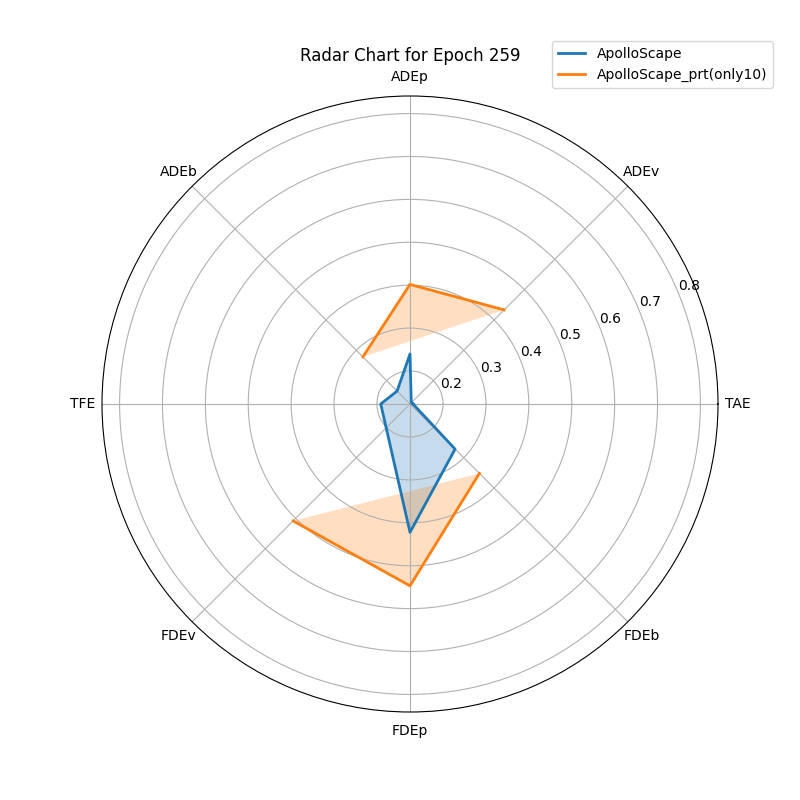 Radar Chart for Epoch 259
ApolloScape
ApolloScape_prt(only10)
ADEp
ADEb
ADEv
0.8
0.7
0.6
0.5
0.4
0.3
0.2
TFE
TAE
FDEv
FDEb
FDEp